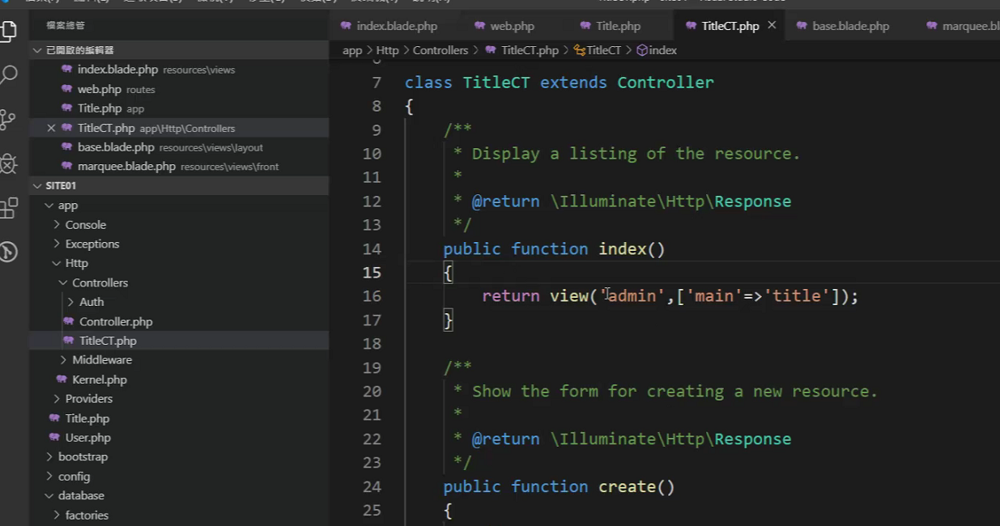 index.blade.php
web.php
Title.php
TitleCT.php
base.blade.php
檔案總管
已開啟的編輯器
index.blade.php resources\views
web.php routes
Title.php app
TitleCT.php app\Http\Controllers
base.blade.php resources\views\layout
marquee.blade.php resources\views\front
SITE01
app
Console
Exceptions
Http
Controllers
Auth
Controller.php
TitleCT.php
Middleware
Kernel.php
Providers
Title.php
User.php
bootstrap
config
database
factories
app > Http > Controllers > TitleCT.php > TitleCT > index
7 class TitleCT extends Controller
8 {
9 /**
10 * Display a listing of the resource.
11 *
12 * @return \Illuminate\Http\Response
13 */
14 public function index()
15 {
16 return view('admin',['main'=>'title']);
17 }
18
19 /**
20 * Show the form for creating a new resource.
21 *
22 * @return \Illuminate\Http\Response
23 */
24 public function create()
25 {